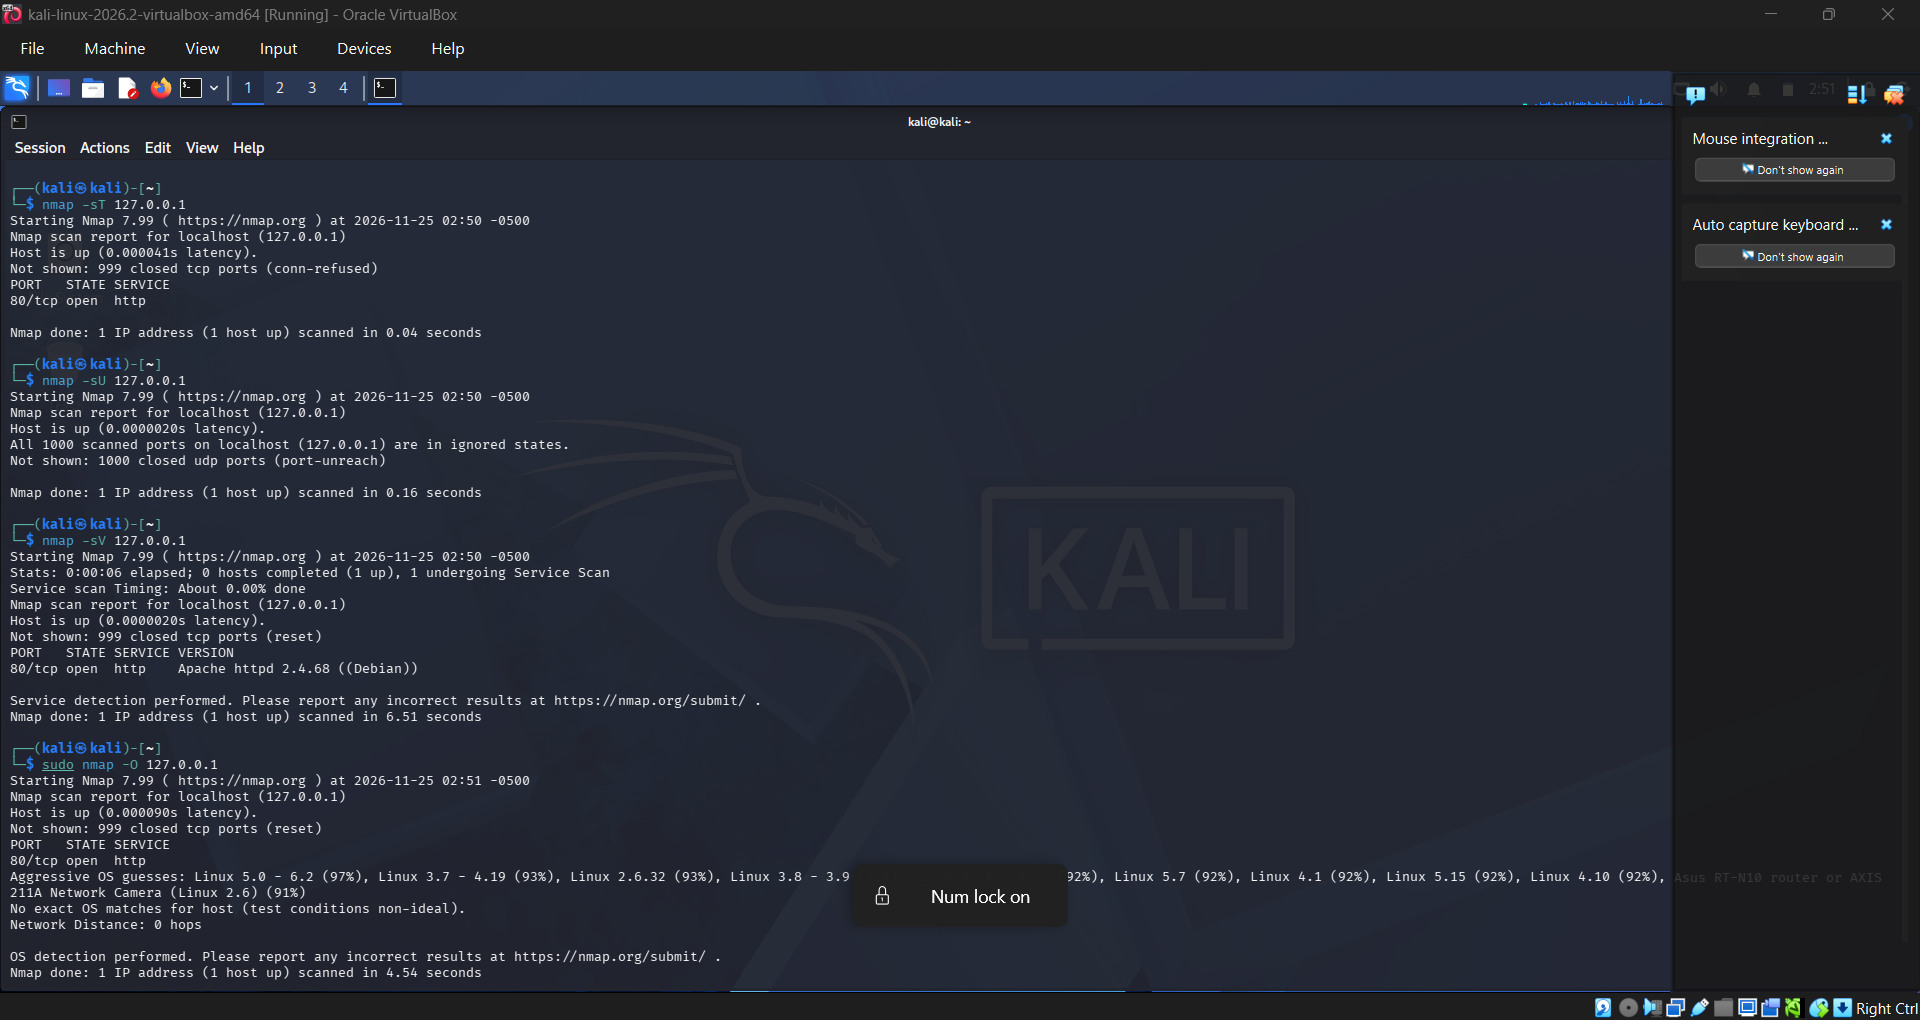 kali-linux-2026.2-virtualbox-amd64 [Running] - Oracle VirtualBox
File Machine View Input Devices Help
1 2 3 4
2:51
kali@kali: ~
Session Actions Edit View Help
┌──(kali㉿kali)-[~]
└─$ nmap -sT 127.0.0.1
Starting Nmap 7.99 ( https://nmap.org ) at 2026-11-25 02:50 -0500
Nmap scan report for localhost (127.0.0.1)
Host is up (0.000041s latency).
Not shown: 999 closed tcp ports (conn-refused)
PORT   STATE SERVICE
80/tcp open  http
Nmap done: 1 IP address (1 host up) scanned in 0.04 seconds
┌──(kali㉿kali)-[~]
└─$ nmap -sU 127.0.0.1
Starting Nmap 7.99 ( https://nmap.org ) at 2026-11-25 02:50 -0500
Nmap scan report for localhost (127.0.0.1)
Host is up (0.0000020s latency).
All 1000 scanned ports on localhost (127.0.0.1) are in ignored states.
Not shown: 1000 closed udp ports (port-unreach)
Nmap done: 1 IP address (1 host up) scanned in 0.16 seconds
┌──(kali㉿kali)-[~]
└─$ nmap -sV 127.0.0.1
Starting Nmap 7.99 ( https://nmap.org ) at 2026-11-25 02:50 -0500
Stats: 0:00:06 elapsed; 0 hosts completed (1 up), 1 undergoing Service Scan
Service scan Timing: About 0.00% done
Nmap scan report for localhost (127.0.0.1)
Host is up (0.0000020s latency).
Not shown: 999 closed tcp ports (reset)
PORT   STATE SERVICE VERSION
80/tcp open  http    Apache httpd 2.4.68 ((Debian))
Service detection performed. Please report any incorrect results at https://nmap.org/submit/ .
Nmap done: 1 IP address (1 host up) scanned in 6.51 seconds
┌──(kali㉿kali)-[~]
└─$ sudo nmap -O 127.0.0.1
Starting Nmap 7.99 ( https://nmap.org ) at 2026-11-25 02:51 -0500
Nmap scan report for localhost (127.0.0.1)
Host is up (0.000090s latency).
Not shown: 999 closed tcp ports (reset)
PORT   STATE SERVICE
80/tcp open  http
Aggressive OS guesses: Linux 5.0 - 6.2 (97%), Linux 3.7 - 4.19 (93%), Linux 2.6.32 (93%), Linux 3.8 - 3.9 92%), Linux 5.7 (92%), Linux 4.1 (92%), Linux 5.15 (92%), Linux 4.10 (92%), Asus RT-N10 router or AXIS
211A Network Camera (Linux 2.6) (91%)
No exact OS matches for host (test conditions non-ideal).
Network Distance: 0 hops
OS detection performed. Please report any incorrect results at https://nmap.org/submit/ .
Nmap done: 1 IP address (1 host up) scanned in 4.54 seconds
KALI
Num lock on
Mouse integration ...
Don't show again
Auto capture keyboard ...
Don't show again
Right Ctrl